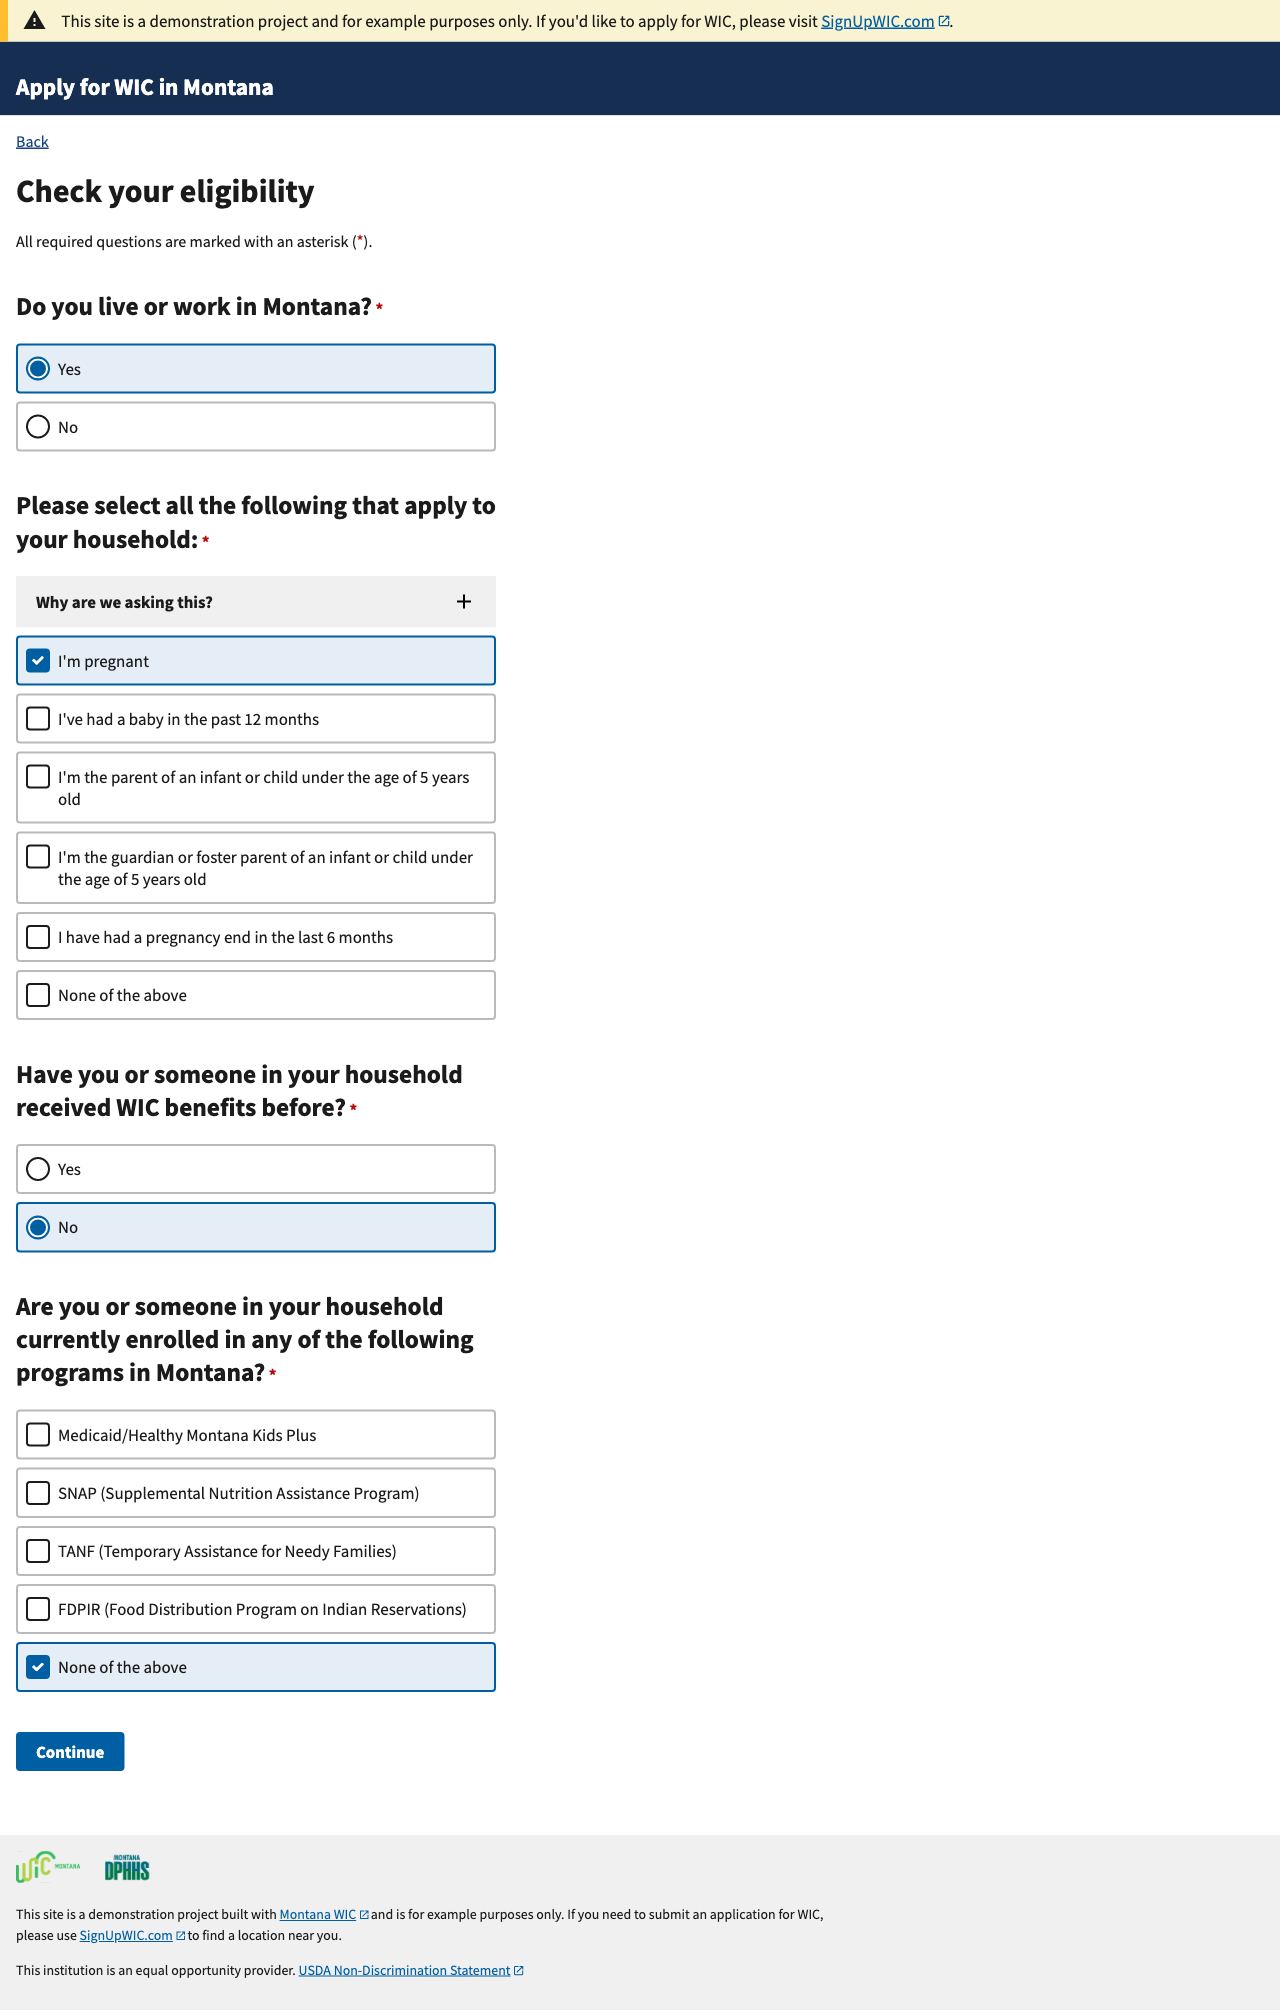 This site is a demonstration project and for example purposes only. If you'd like to apply for WIC, please visit SignUpWIC.com.
Apply for WIC in Montana
Back
Check your eligibility
All required questions are marked with an asterisk (*).
Do you live or work in Montana? *
Yes
No
Please select all the following that apply to
your household: *
Why are we asking this?
I'm pregnant
I've had a baby in the past 12 months
I'm the parent of an infant or child under the age of 5 years
old
I'm the guardian or foster parent of an infant or child under
the age of 5 years old
I have had a pregnancy end in the last 6 months
None of the above
Have you or someone in your household
received WIC benefits before? *
Yes
No
Are you or someone in your household
currently enrolled in any of the following
programs in Montana? *
Medicaid/Healthy Montana Kids Plus
SNAP (Supplemental Nutrition Assistance Program)
TANF (Temporary Assistance for Needy Families)
FDPIR (Food Distribution Program on Indian Reservations)
None of the above
Continue
WIC MONTANA
MONTANA
DPHHS
This site is a demonstration project built with Montana WIC and is for example purposes only. If you need to submit an application for WIC,
please use SignUpWIC.com to find a location near you.
This institution is an equal opportunity provider. USDA Non-Discrimination Statement